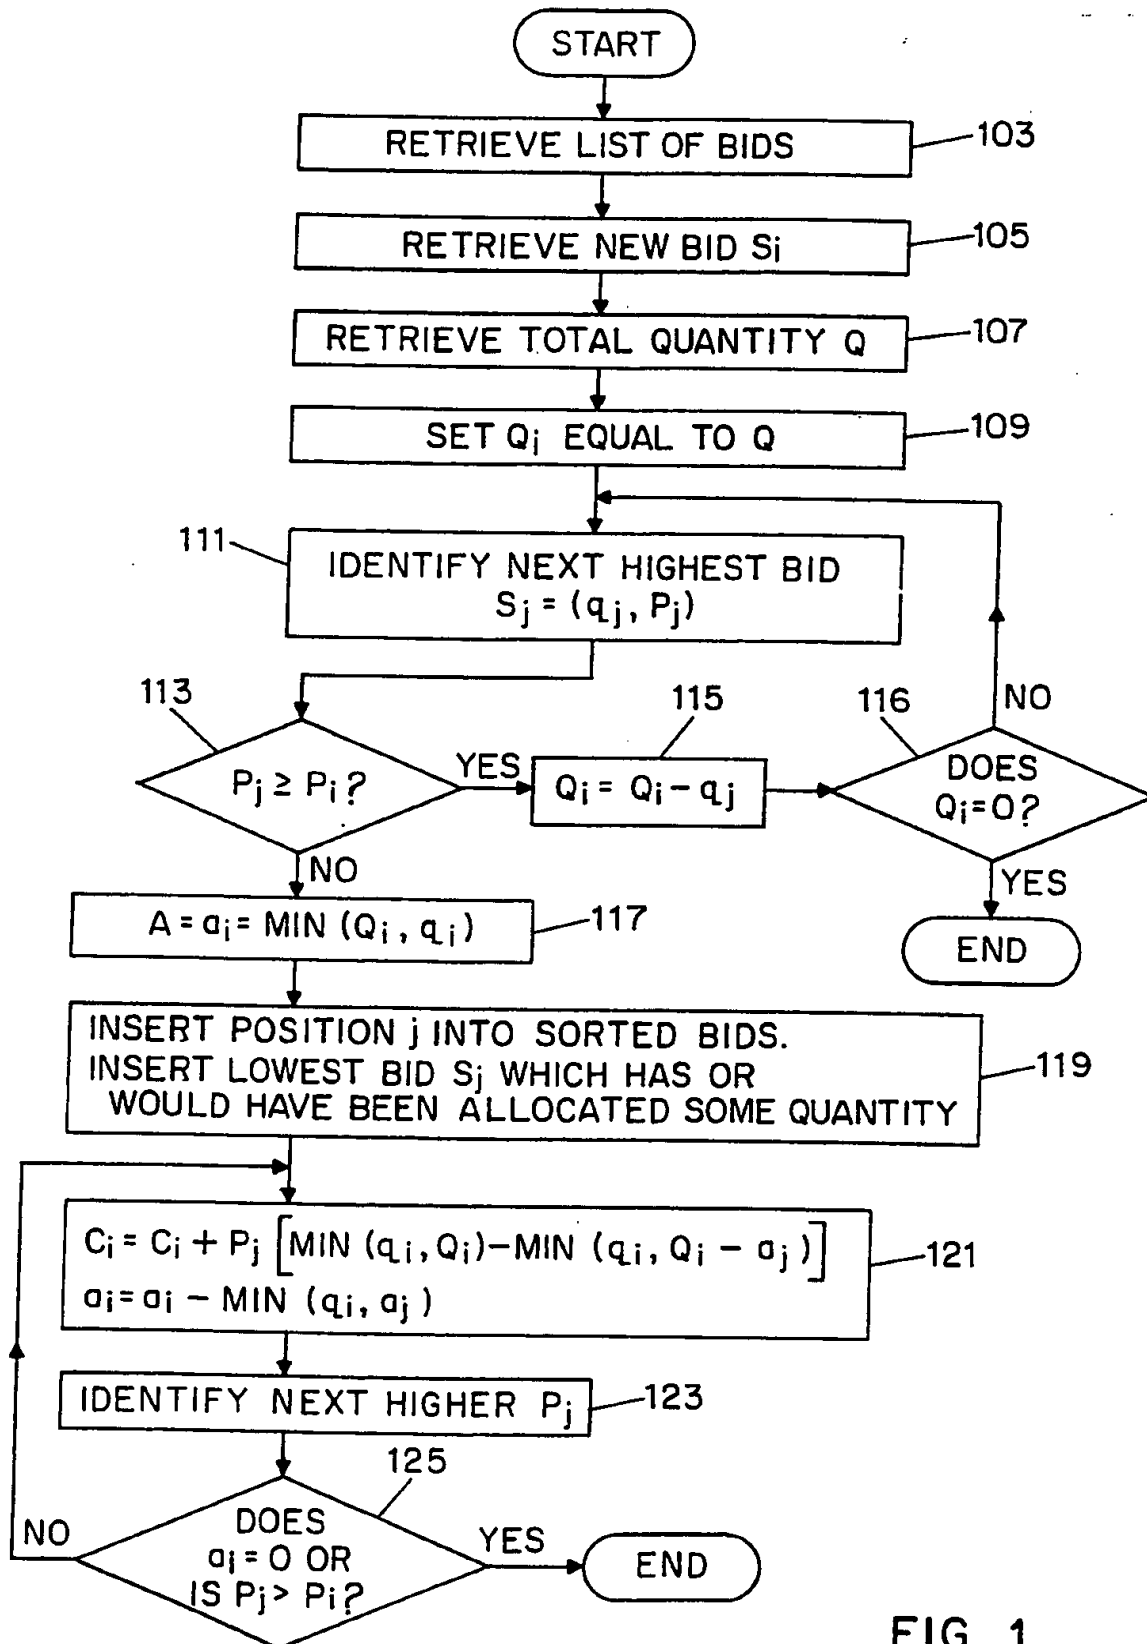 START
RETRIEVE LIST OF BIDS
103
RETRIEVE NEW BID Si
105
RETRIEVE TOTAL QUANTITY Q
107
SET Qi EQUAL TO Q
109
111
IDENTIFY NEXT HIGHEST BID
Sj = (qj, Pj)
113
Pj ≥ Pi?
YES
115
Qi = Qi - qj
116
DOES
Qi=0?
NO
YES
END
NO
A = ai = MIN (Qi, qi)
117
INSERT POSITION j INTO SORTED BIDS.
INSERT LOWEST BID Sj WHICH HAS OR
WOULD HAVE BEEN ALLOCATED SOME QUANTITY
119
Ci = Ci + Pj [MIN (qi, Qi)-MIN (qi, Qi - aj)]
ai = ai - MIN (qi, aj)
121
IDENTIFY NEXT HIGHER Pj
123
125
DOES
ai = 0 OR
IS Pj > Pi?
NO
YES
END
FIG. 1